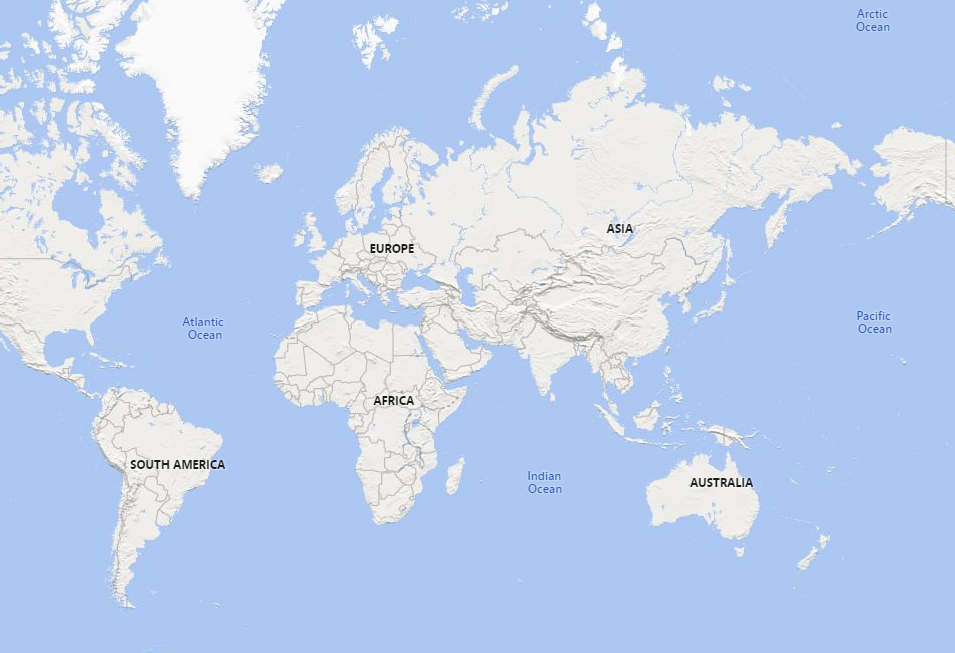 Arctic
Ocean
ASIA
EUROPE
Atlantic
Ocean
Pacific
Ocean
AFRICA
SOUTH AMERICA
Indian
Ocean
AUSTRALIA